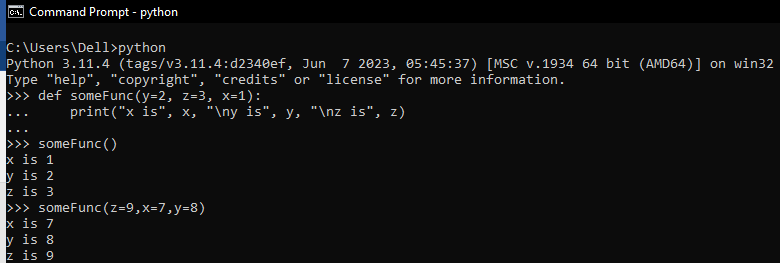 Command Prompt - python
C:\Users\Dell>python
Python 3.11.4 (tags/v3.11.4:d2340ef, Jun  7 2023, 05:45:37) [MSC v.1934 64 bit (AMD64)] on win32
Type "help", "copyright", "credits" or "license" for more information.
>>> def someFunc(y=2, z=3, x=1):
...     print("x is", x, "\ny is", y, "\nz is", z)
...
>>> someFunc()
x is 1
y is 2
z is 3
>>> someFunc(z=9,x=7,y=8)
x is 7
y is 8
z is 9